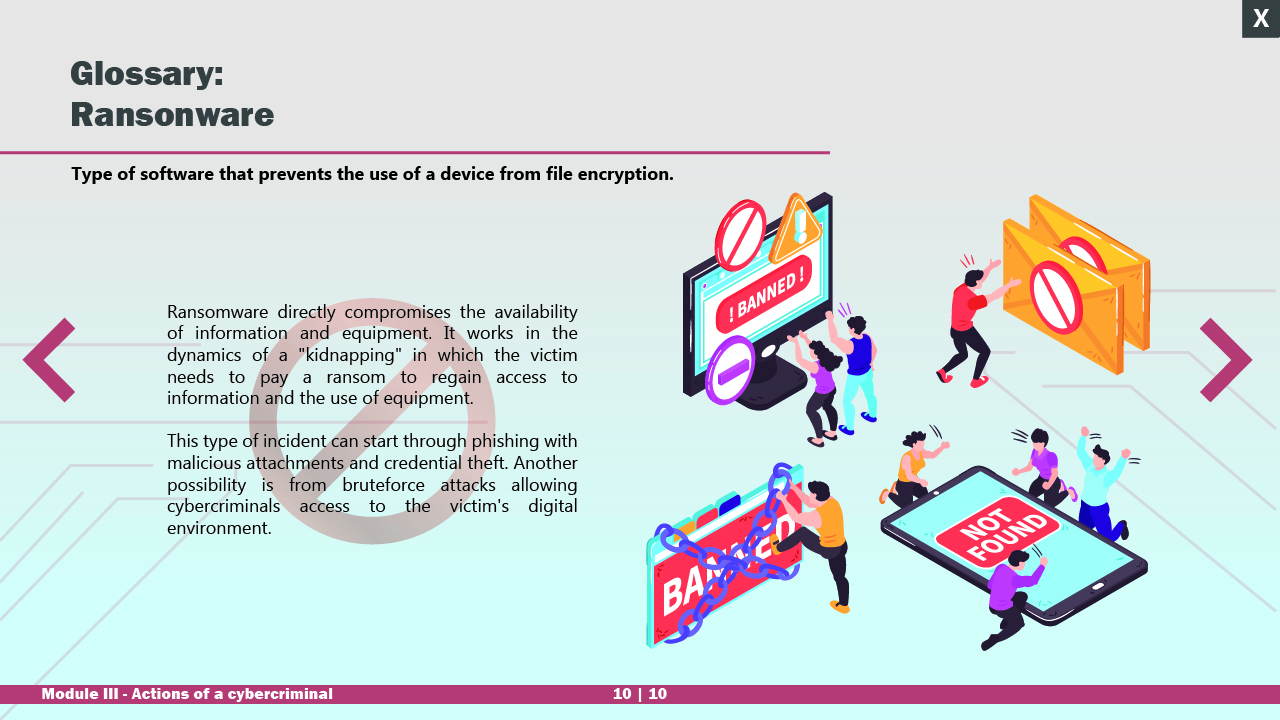 X
Glossary:
Ransonware
Type of software that prevents the use of a device from file encryption.
Ransomware directly compromises the availability
of information and equipment. It works in the
dynamics of a "kidnapping" in which the victim
needs to pay a ransom to regain access to
information and the use of equipment.
This type of incident can start through phishing with
malicious attachments and credential theft. Another
possibility is from bruteforce attacks allowing
cybercriminals access to the victim's digital
environment.
! BANNED !
BANNED
NOT
FOUND
Module III - Actions of a cybercriminal
10 | 10